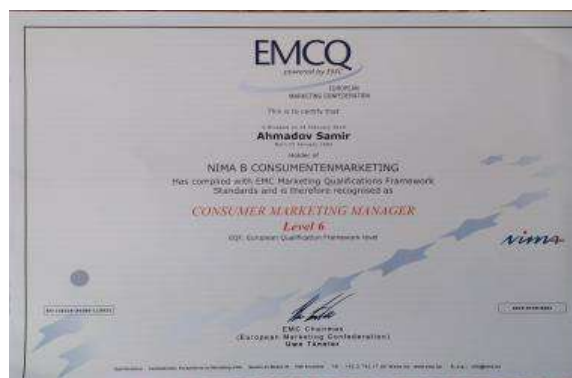 EMCQ
powered by EMC
EUROPEAN
MARKETING CONFEDERATION
This is to certify that
Ahmadov Samir
Holder of
NIMA B CONSUMENTENMARKETING
Has complied with EMC Marketing Qualifications Framework
Standards and is therefore recognised as
CONSUMER MARKETING MANAGER
Level 6
EQF, European Qualification Framework level
nima
EMC Chairman
(European Marketing Confederation)
Uwe Tänzler